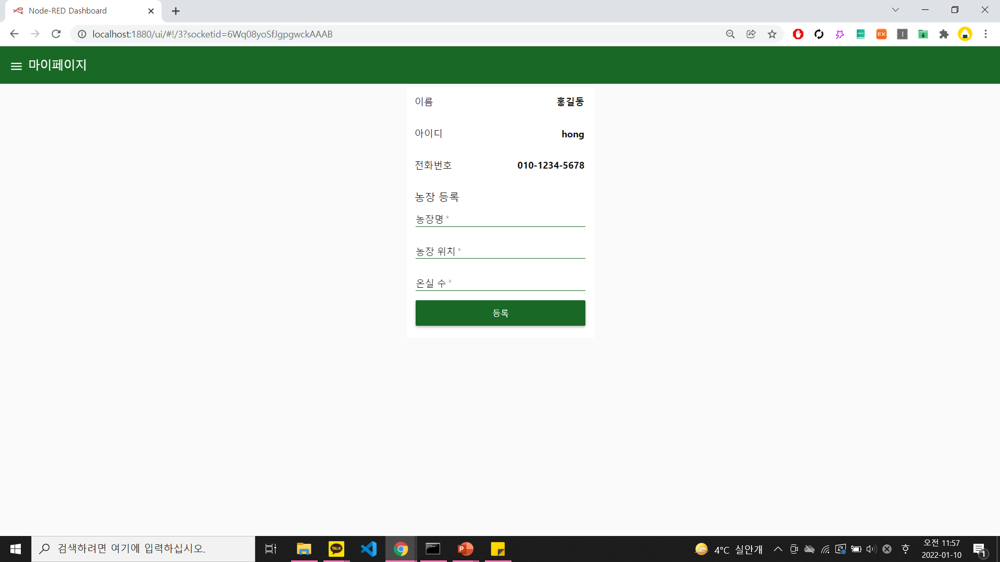 Node-RED Dashboard
localhost:1880/ui/#!/3?socketid=6Wq08yoSfJgpgwckAAAB
EX
마이페이지
이름 홍길동
아이디 hong
전화번호 010-1234-5678
농장 등록
농장명 *
농장 위치 *
온실 수 *
등록
검색하려면 여기에 입력하십시오.
TALK
P
4°C 실안개
오전 11:57
2022-01-10
1